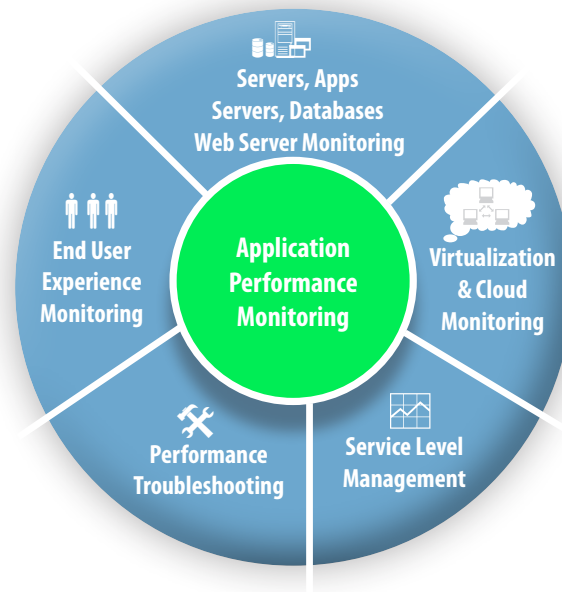 Servers, Apps
Servers, Databases
Web Server Monitoring
End User
Experience
Monitoring
Application
Performance
Monitoring
Virtualization
& Cloud
Monitoring
Performance
Troubleshooting
Service Level
Management